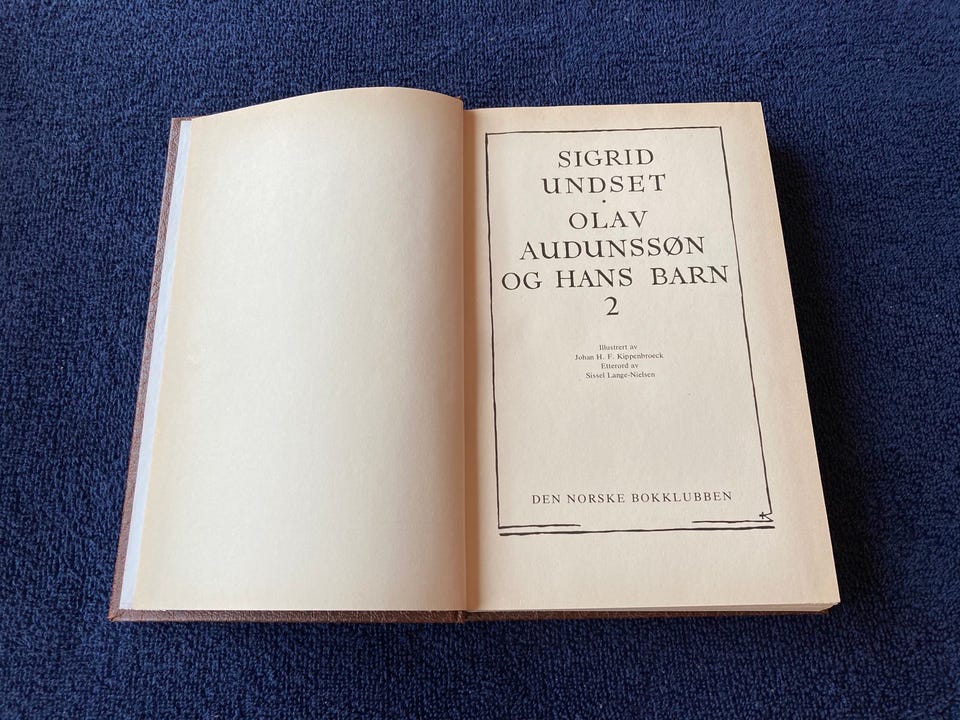 SIGRID
UNDSET
·
OLAV
AUDUNSSØN
OG HANS BARN
2
Illustrert av
Johan H. F. Kippenbroeck
Etterord av
Sissel Lange-Nielsen
DEN NORSKE BOKKLUBBEN